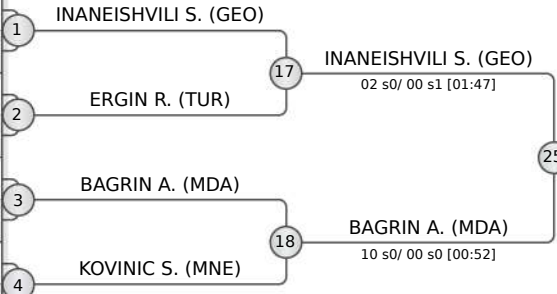 INANEISHVILI S. (GEO)
1
17
INANEISHVILI S. (GEO)
02 s0/ 00 s1 [01:47]
ERGIN R. (TUR)
2
25
BAGRIN A. (MDA)
3
18
BAGRIN A. (MDA)
10 s0/ 00 s0 [00:52]
KOVINIC S. (MNE)
4